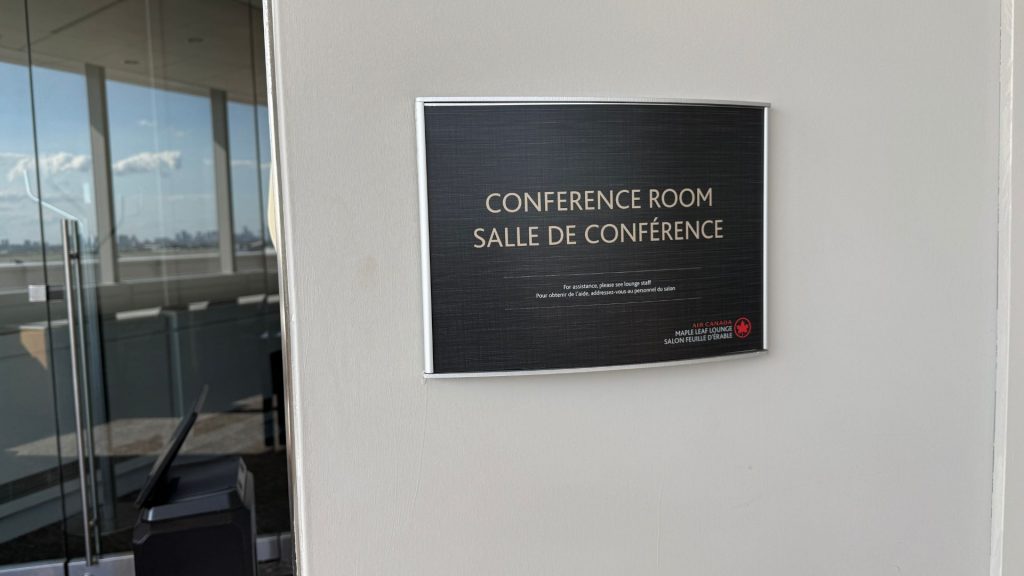 CONFERENCE ROOM
SALLE DE CONFÉRENCE
For assistance, please see lounge staff
Pour obtenir de l'aide, addressez-vous au personnel du salon
AIR CANADA
MAPLE LEAF LOUNGE
SALON FEUILLE D'ÉRABLE